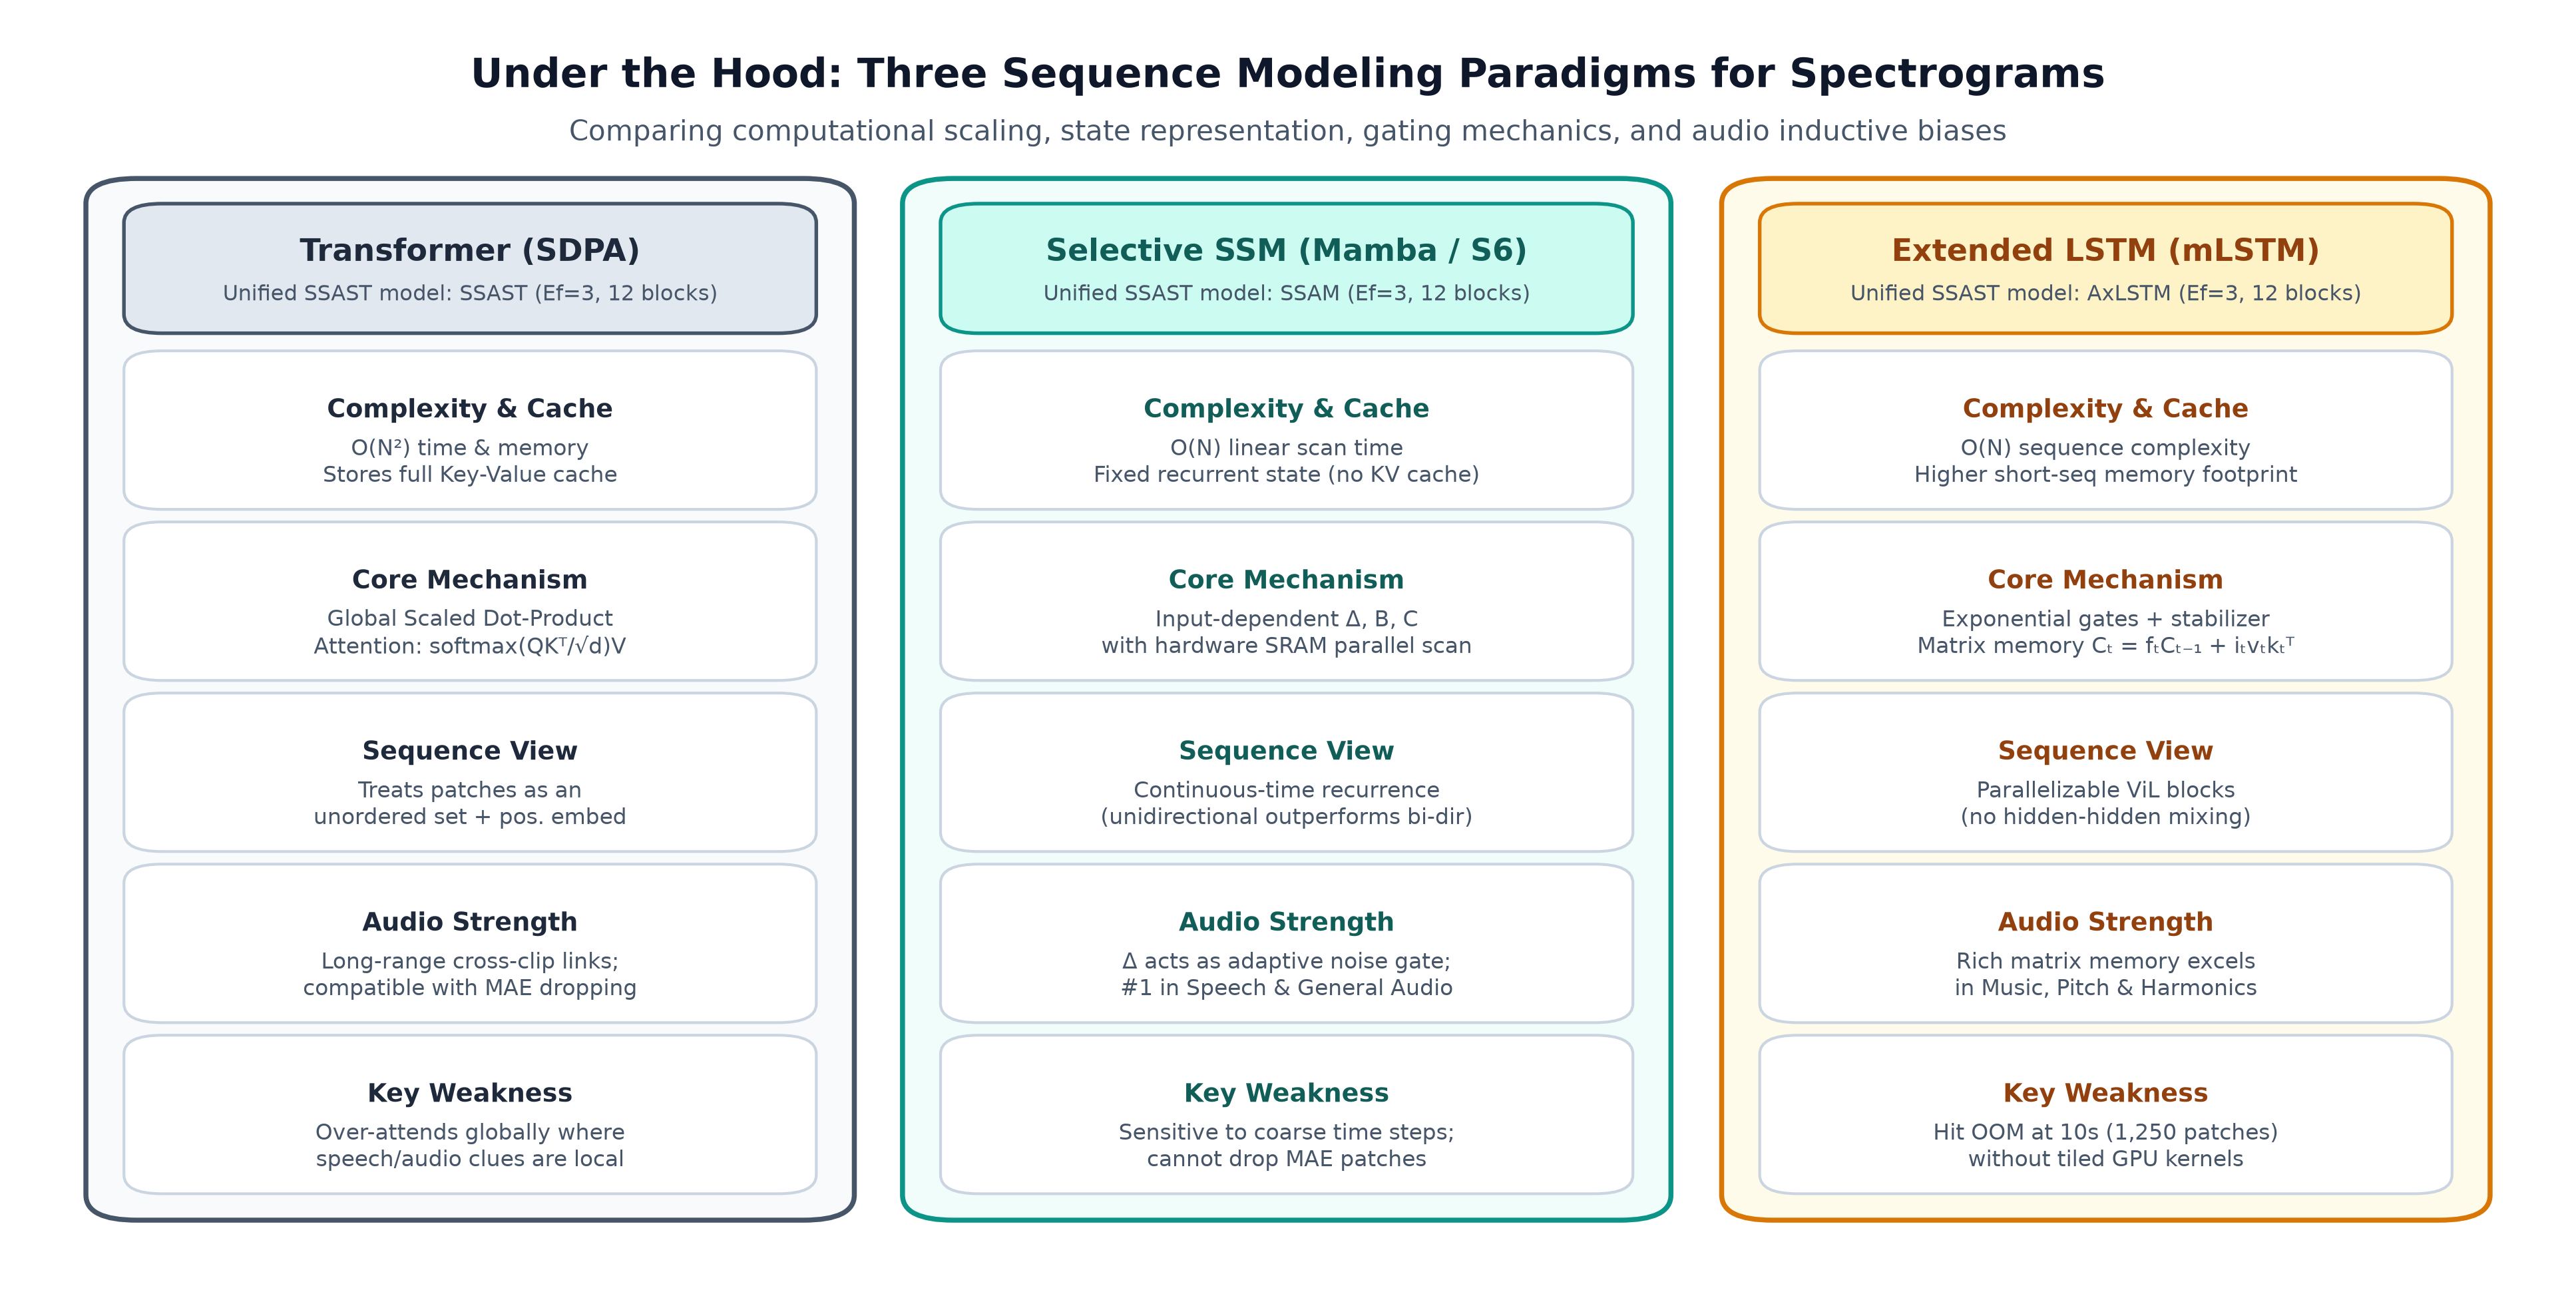 Under the Hood: Three Sequence Modeling Paradigms for Spectrograms
Comparing computational scaling, state representation, gating mechanics, and audio inductive biases
Transformer (SDPA)
Unified SSAST model: SSAST (Ef=3, 12 blocks)
Complexity & Cache
O(N²) time & memory
Stores full Key-Value cache
Core Mechanism
Global Scaled Dot-Product
Attention: softmax(QKᵀ/√d)V
Sequence View
Treats patches as an
unordered set + pos. embed
Audio Strength
Long-range cross-clip links;
compatible with MAE dropping
Key Weakness
Over-attends globally where
speech/audio clues are local
Selective SSM (Mamba / S6)
Unified SSAST model: SSAM (Ef=3, 12 blocks)
Complexity & Cache
O(N) linear scan time
Fixed recurrent state (no KV cache)
Core Mechanism
Input-dependent Δ, B, C
with hardware SRAM parallel scan
Sequence View
Continuous-time recurrence
(unidirectional outperforms bi-dir)
Audio Strength
Δ acts as adaptive noise gate;
#1 in Speech & General Audio
Key Weakness
Sensitive to coarse time steps;
cannot drop MAE patches
Extended LSTM (mLSTM)
Unified SSAST model: AxLSTM (Ef=3, 12 blocks)
Complexity & Cache
O(N) sequence complexity
Higher short-seq memory footprint
Core Mechanism
Exponential gates + stabilizer
Matrix memory Cₜ = fₜCₜ₋₁ + iₜvₜkₜᵀ
Sequence View
Parallelizable ViL blocks
(no hidden-hidden mixing)
Audio Strength
Rich matrix memory excels
in Music, Pitch & Harmonics
Key Weakness
Hit OOM at 10s (1,250 patches)
without tiled GPU kernels